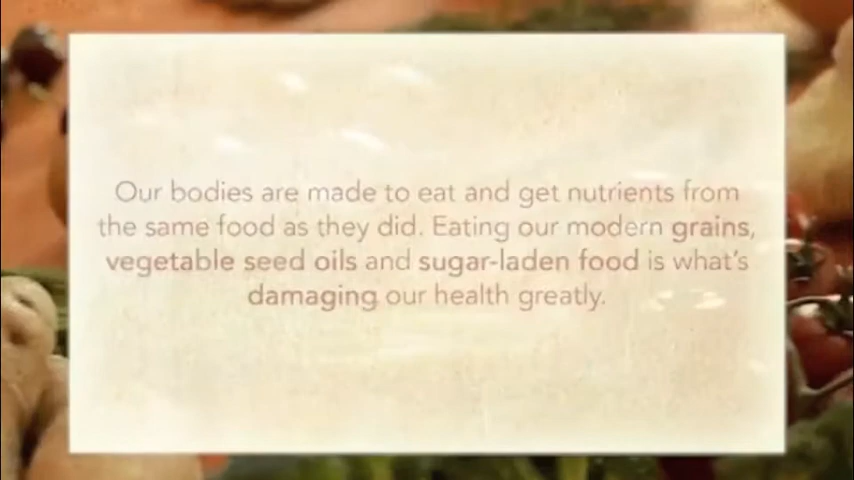 Our bodies are made to eat and get nutrients from
the same food as they did. Eating our modern grains,
vegetable seed oils and sugar-laden food is what's
damaging our health greatly.